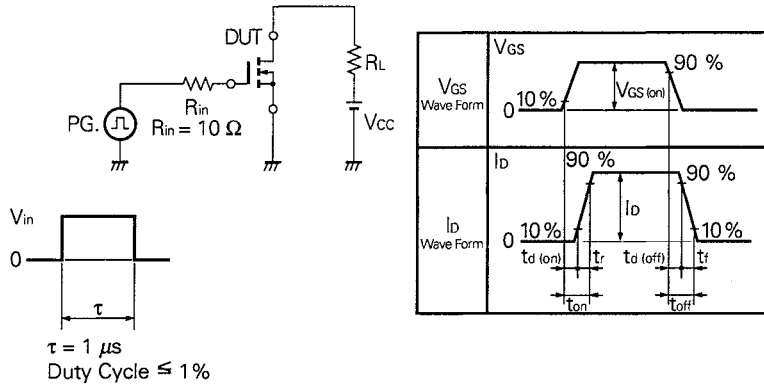 DUT
RL
Rin
Rin = 10 Ω
PG.
VCC
Vin
0
τ
τ = 1 μs
Duty Cycle ≦ 1%
VGS
Wave Form
VGS
90 %
10 %
VGS (on)
0
ID
Wave Form
ID
90 %
90 %
ID
0
10 %
10 %
td (on)
tr
td (off)
tf
ton
toff